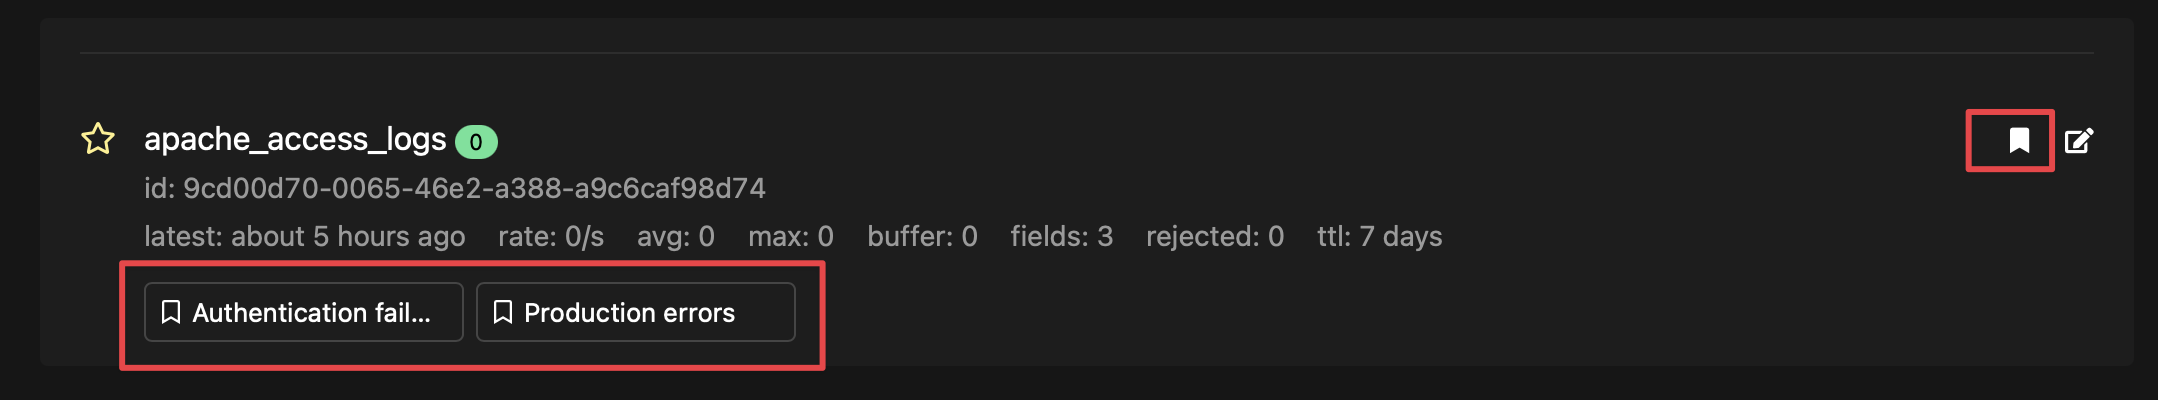 apache_access_logs 0
id: 9cd00d70-0065-46e2-a388-a9c6caf98d74
latest: about 5 hours ago rate: 0/s avg: 0 max: 0 buffer: 0 fields: 3 rejected: 0 ttl: 7 days
Authentication fail... Production errors